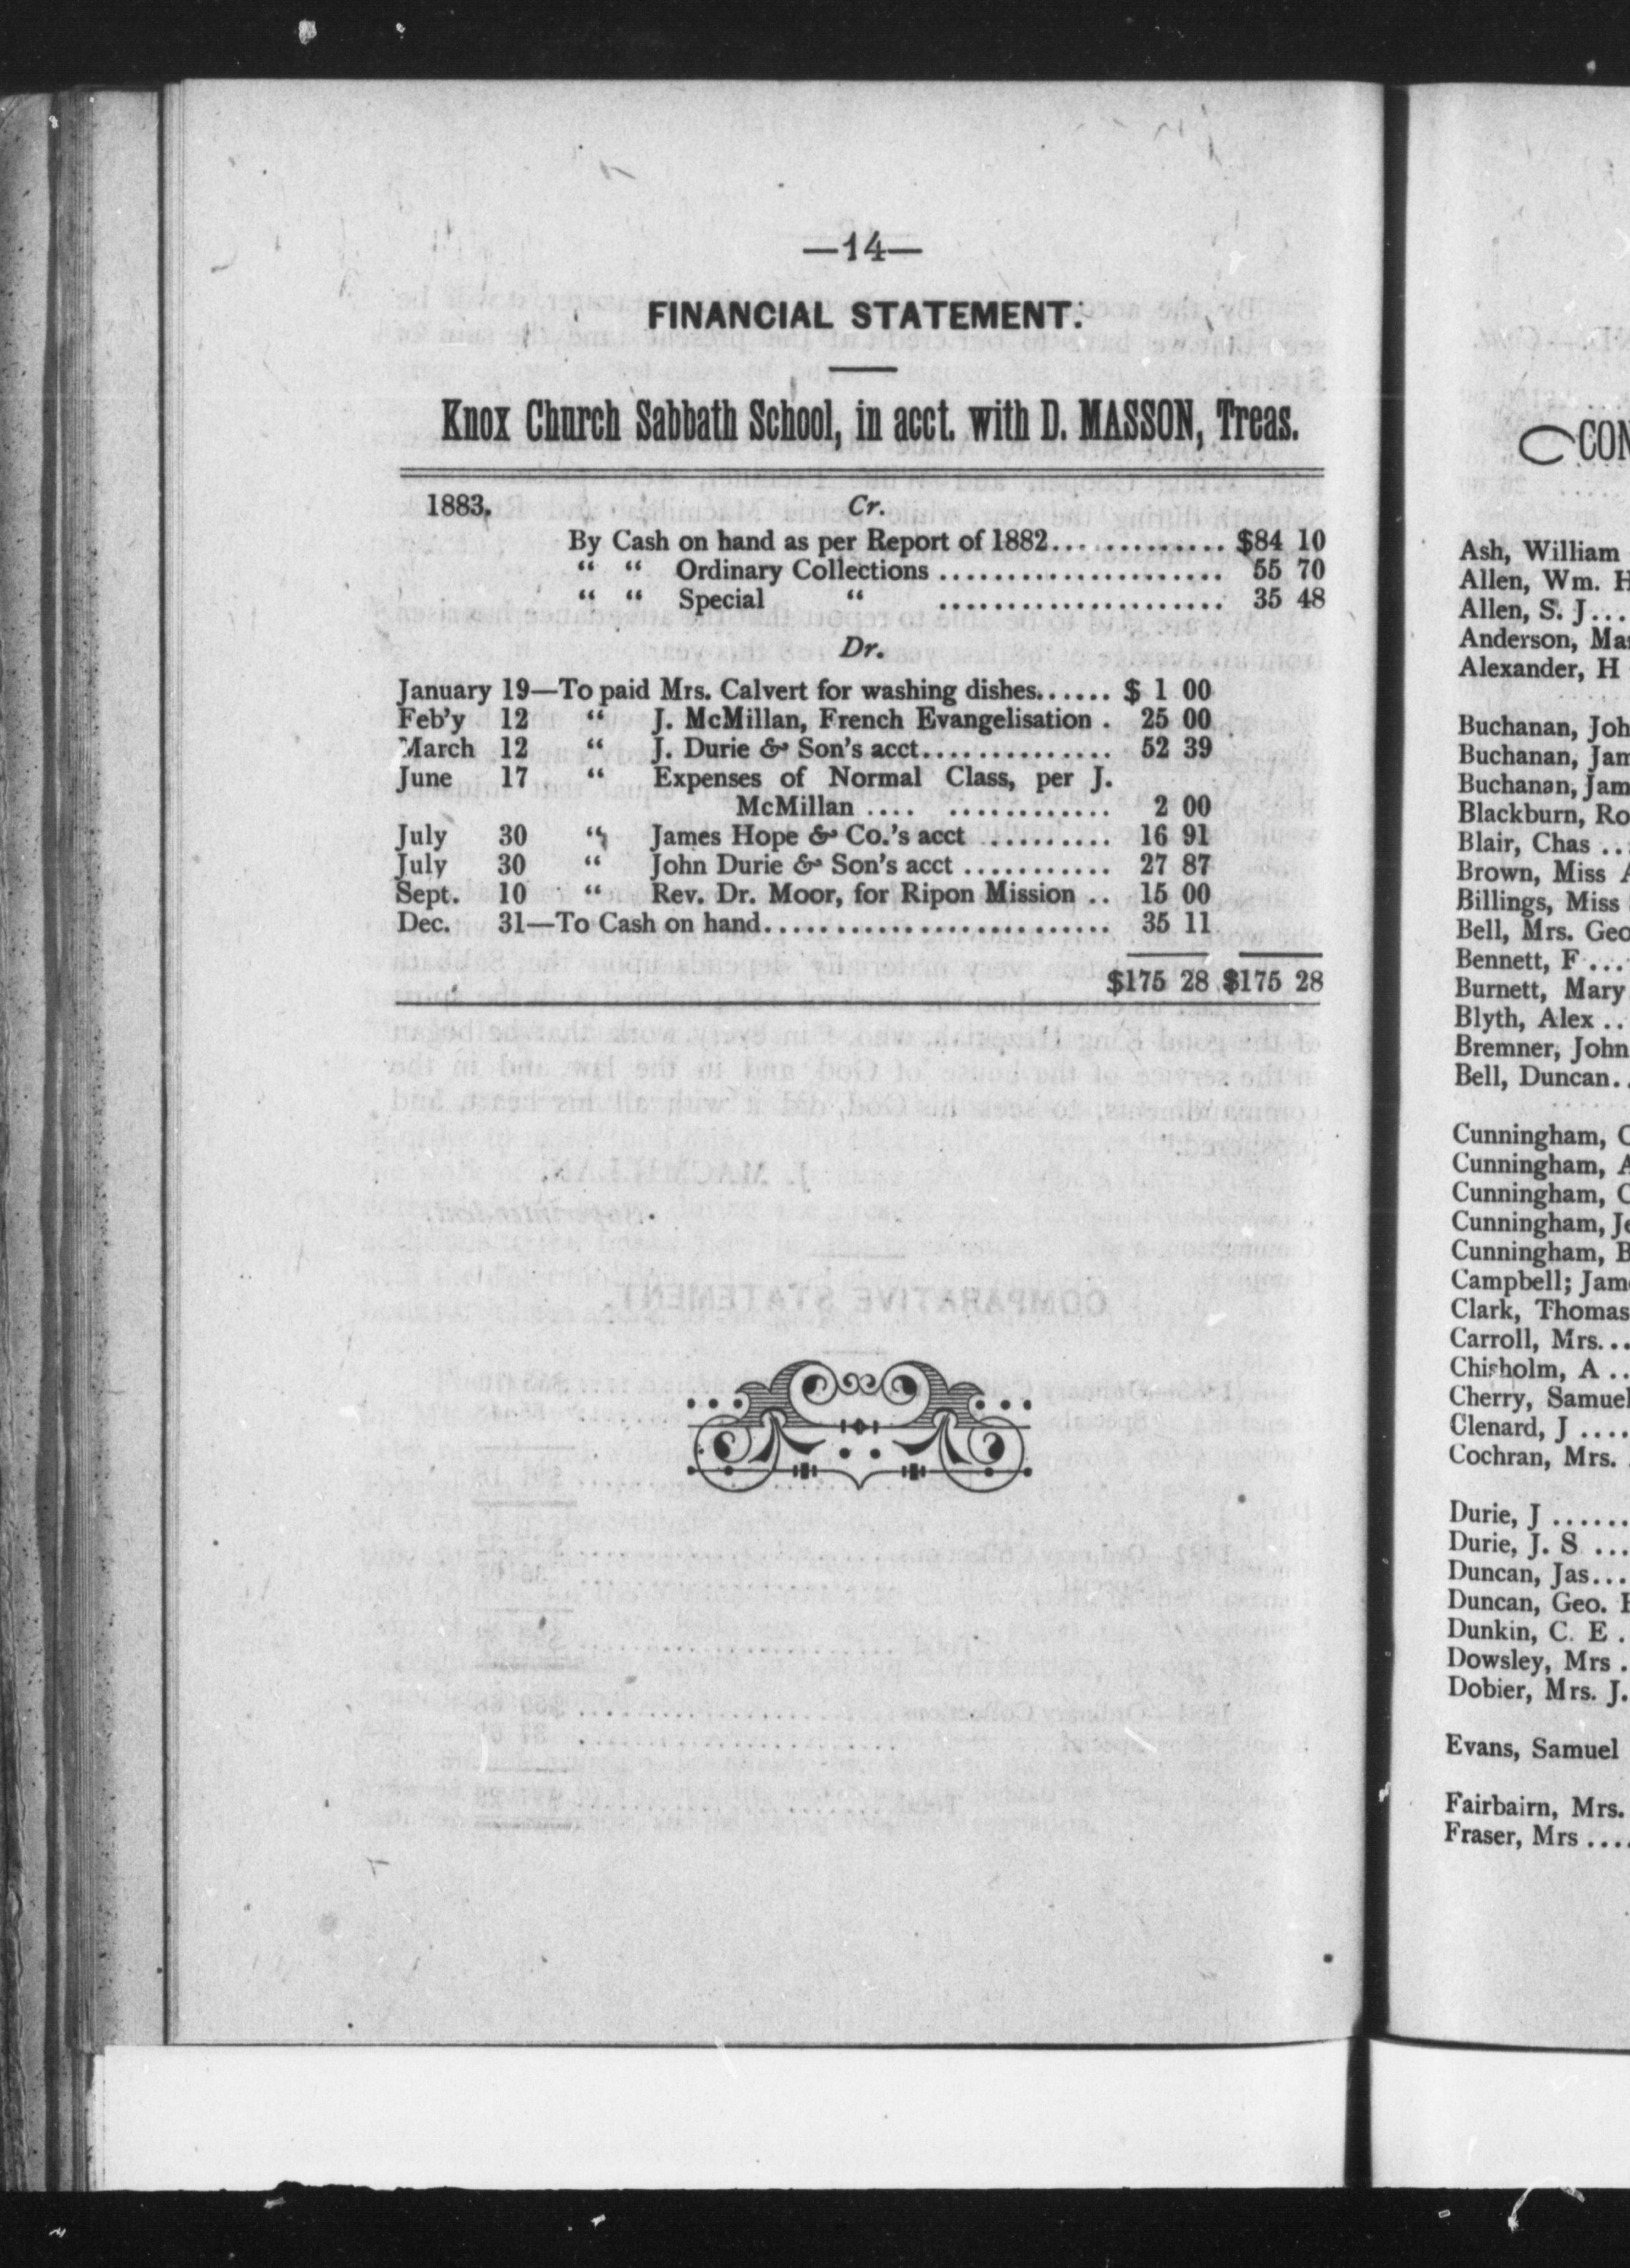 —14—
FINANCIAL STATEMENT.
Knox Church Sabbath School, in acct. with D. MASSON, Treas.
1883. Cr.
By Cash on hand as per Report of 1882... ............. $84 10
“ “ Ordinary Collections ...................... 55 70
“ “ Special “ ...................... 35 48
Dr.
January 19—To paid Mrs. Calvert for washing dishes...... $ 1 00
Feb'y 12 “ J. McMillan, French Evangelisation . 25 00
March 12 “ J. Durie & Son's acct............... 52 39
June 17 “ Expenses of Normal Class, per J.
McMillan .... ............ 2 00
July 30 “ James Hope & Co.'s acct .......... 16 91
July 30 “ John Durie & Son's acct ........... 27 87
Sept. 10 “ Rev. Dr. Moor, for Ripon Mission .. 15 00
Dec. 31—To Cash on hand.......................... 35 11
$175 28 $175 28
CON
Ash, William
Allen, Wm. H
Allen, S. J...
Anderson, Mar
Alexander, H
Buchanan, Joh
Buchanan, Jam
Buchanan, Jam
Blackburn, Ro
Blair, Chas ..
Brown, Miss A
Billings, Miss
Bell, Mrs. Geo
Bennett, F ...
Burnett, Mary
Blyth, Alex ..
Bremner, John
Bell, Duncan..
Cunningham, C
Cunningham, A
Cunningham, C
Cunningham, Je
Cunningham, B
Campbell; Jame
Clark, Thomas
Carroll, Mrs...
Chisholm, A ..
Cherry, Samuel
Clenard, J ....
Cochran, Mrs.
Durie, J ......
Durie, J. S ...
Duncan, Jas...
Duncan, Geo. H
Dunkin, C. E .
Dowsley, Mrs .
Dobier, Mrs. J.
Evans, Samuel
Fairbairn, Mrs.
Fraser, Mrs ....